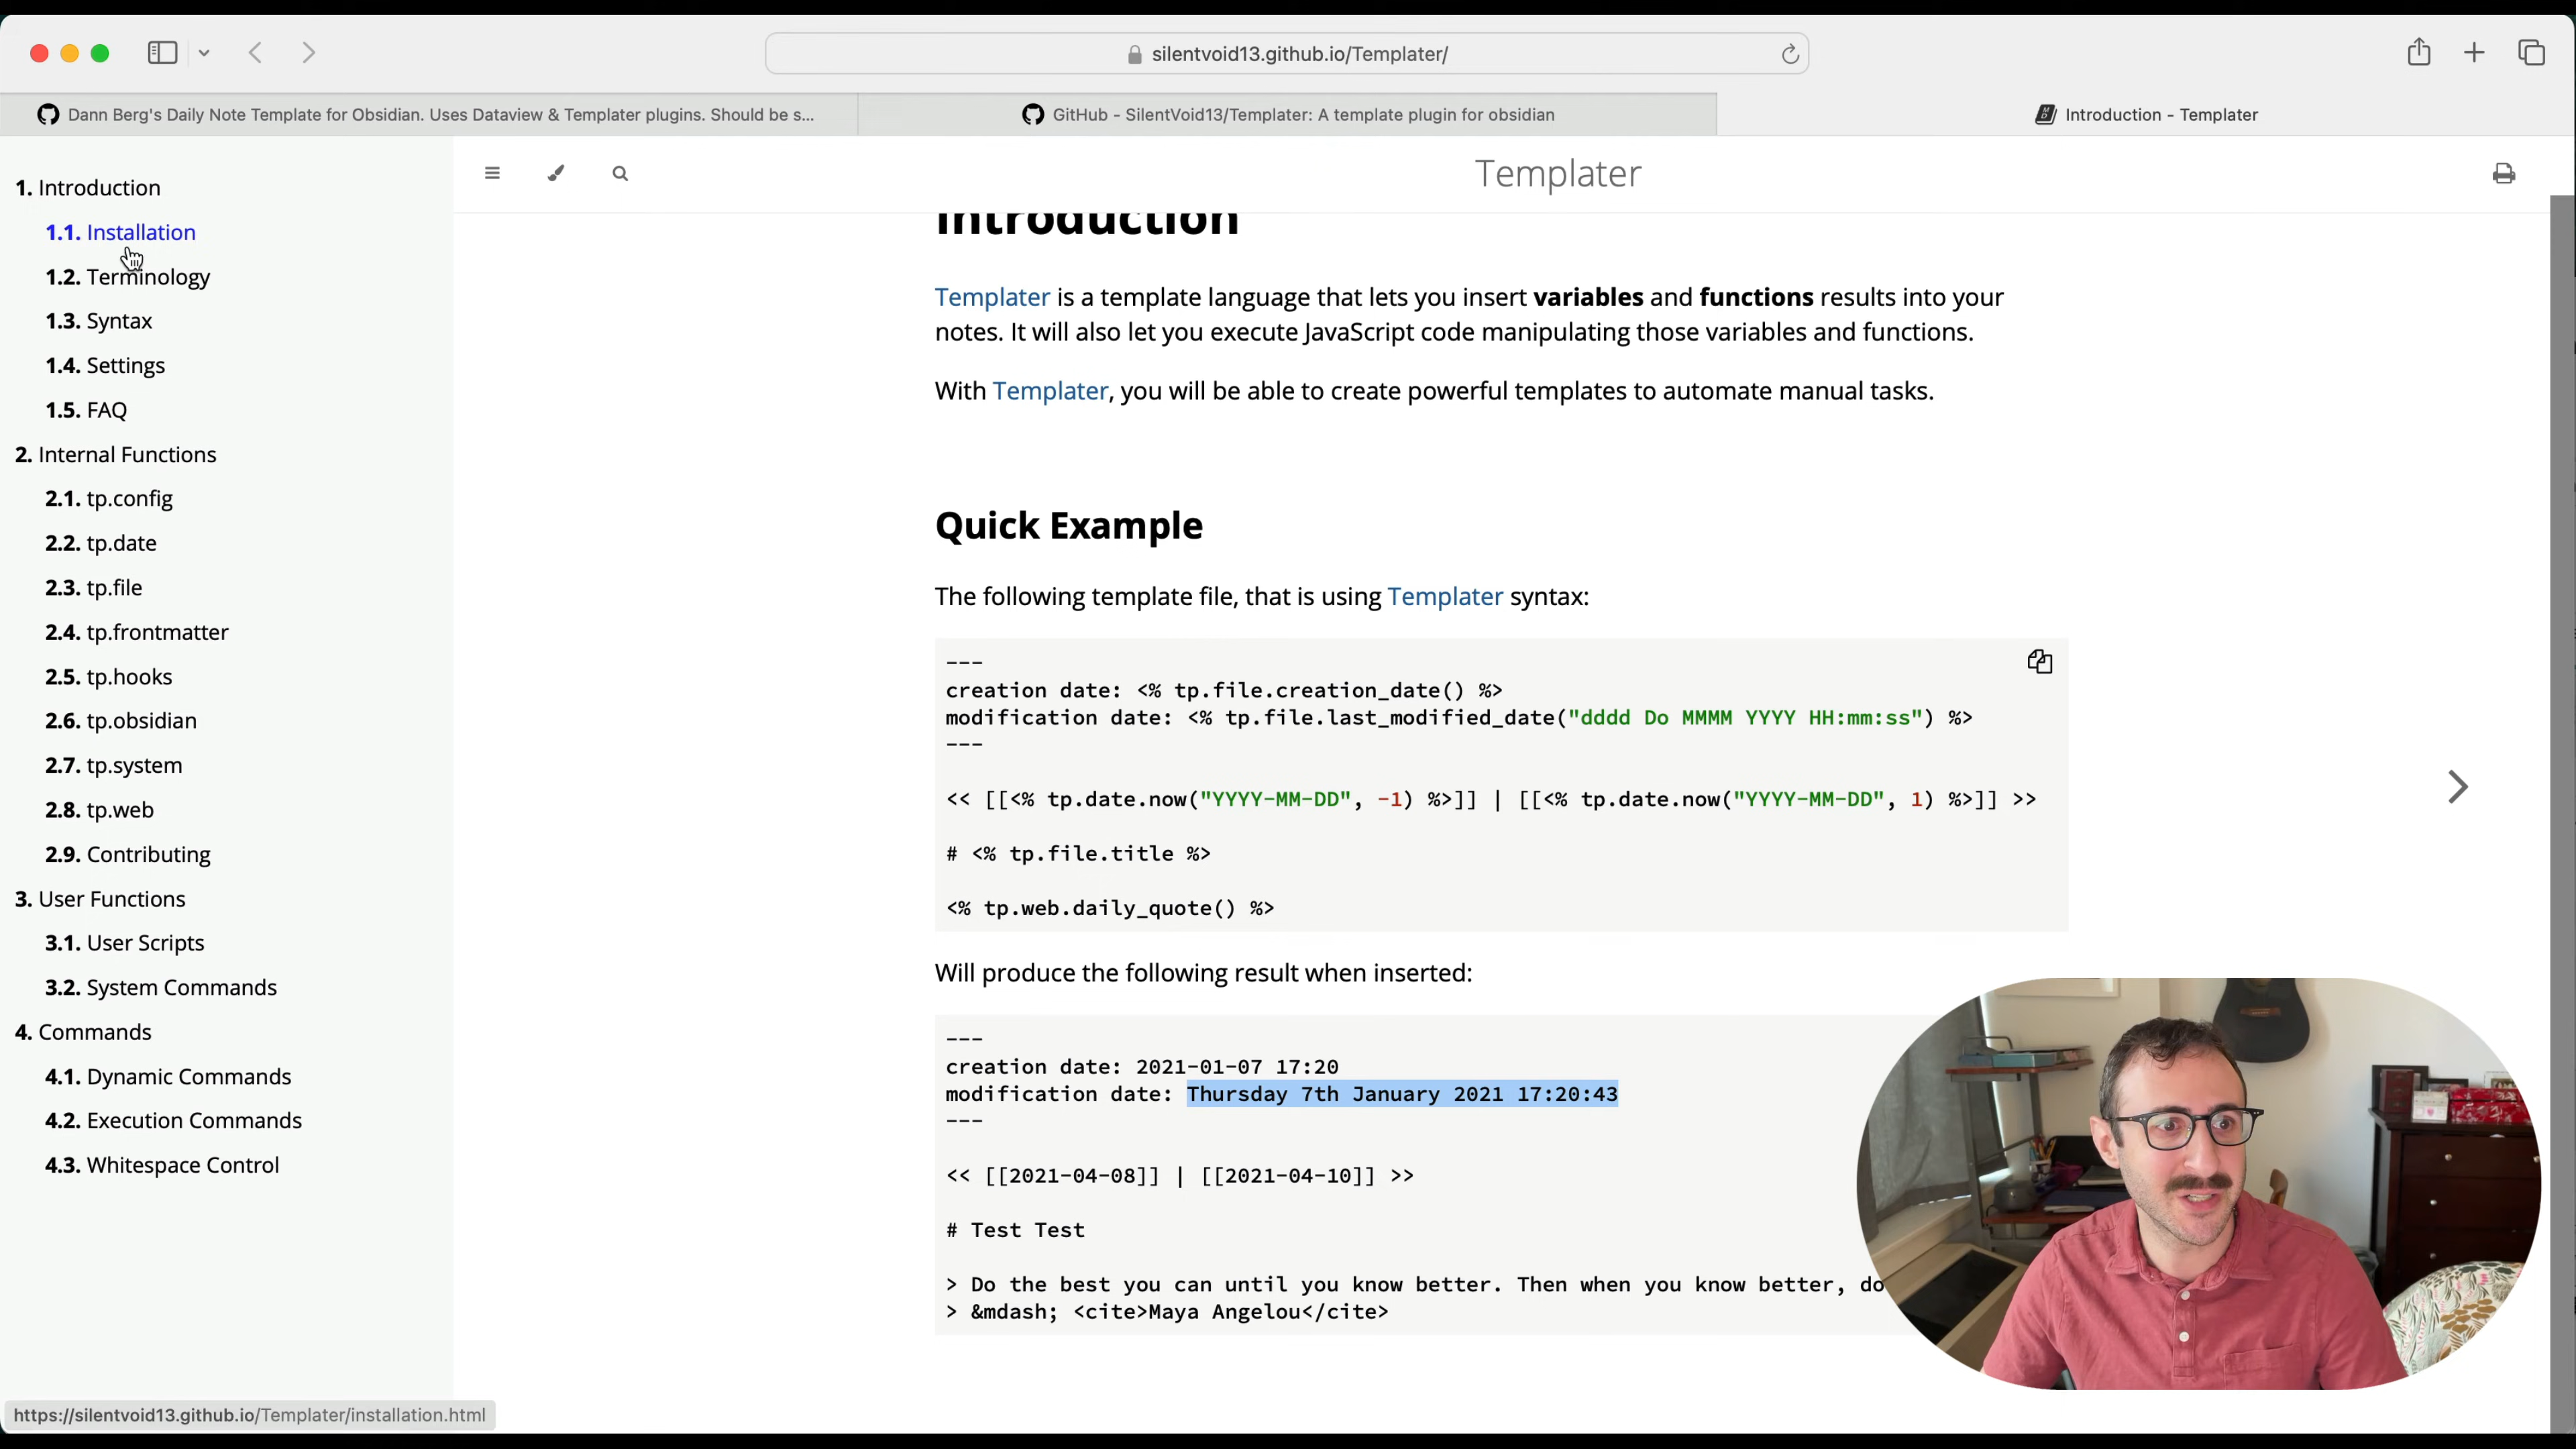 silentvoid13.github.io/Templater/
Dann Berg's Daily Note Template for Obsidian. Uses Dataview & Templater plugins. Should be s...
GitHub - SilentVoid13/Templater: A template plugin for obsidian
Introduction - Templater
1. Introduction
1.1. Installation
1.2. Terminology
1.3. Syntax
1.4. Settings
1.5. FAQ
2. Internal Functions
2.1. tp.config
2.2. tp.date
2.3. tp.file
2.4. tp.frontmatter
2.5. tp.hooks
2.6. tp.obsidian
2.7. tp.system
2.8. tp.web
2.9. Contributing
3. User Functions
3.1. User Scripts
3.2. System Commands
4. Commands
4.1. Dynamic Commands
4.2. Execution Commands
4.3. Whitespace Control
https://silentvoid13.github.io/Templater/installation.html
Templater
Introduction
Templater is a template language that lets you insert variables and functions results into your
notes. It will also let you execute JavaScript code manipulating those variables and functions.
With Templater, you will be able to create powerful templates to automate manual tasks.
Quick Example
The following template file, that is using Templater syntax:
---
creation date: <% tp.file.creation_date() %>
modification date: <% tp.file.last_modified_date("dddd Do MMMM YYYY HH:mm:ss") %>
---
<< [[<% tp.date.now("YYYY-MM-DD", -1) %>]] | [[<% tp.date.now("YYYY-MM-DD", 1) %>]] >>
# <% tp.file.title %>
<% tp.web.daily_quote() %>
Will produce the following result when inserted:
---
creation date: 2021-01-07 17:20
modification date: Thursday 7th January 2021 17:20:43
---
<< [[2021-04-08]] | [[2021-04-10]] >>
# Test Test
> Do the best you can until you know better. Then when you know better, do
> &mdash; <cite>Maya Angelou</cite>